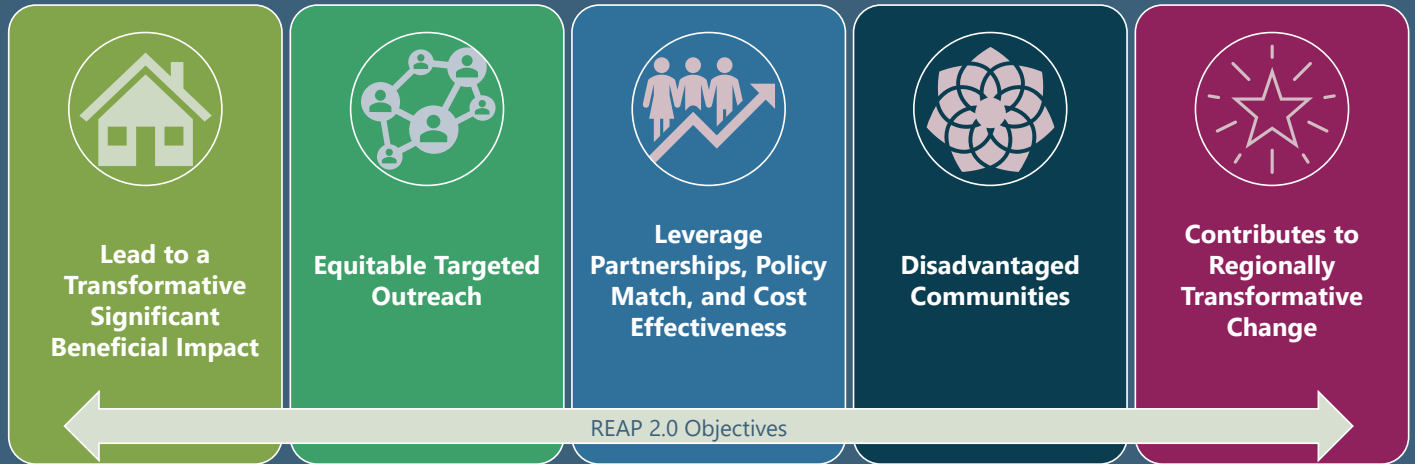 Lead to a
Transformative
Significant
Beneficial Impact
Equitable Targeted
Outreach
Leverage
Partnerships, Policy
Match, and Cost
Effectiveness
Disadvantaged
Communities
Contributes to
Regionally
Transformative
Change
REAP 2.0 Objectives